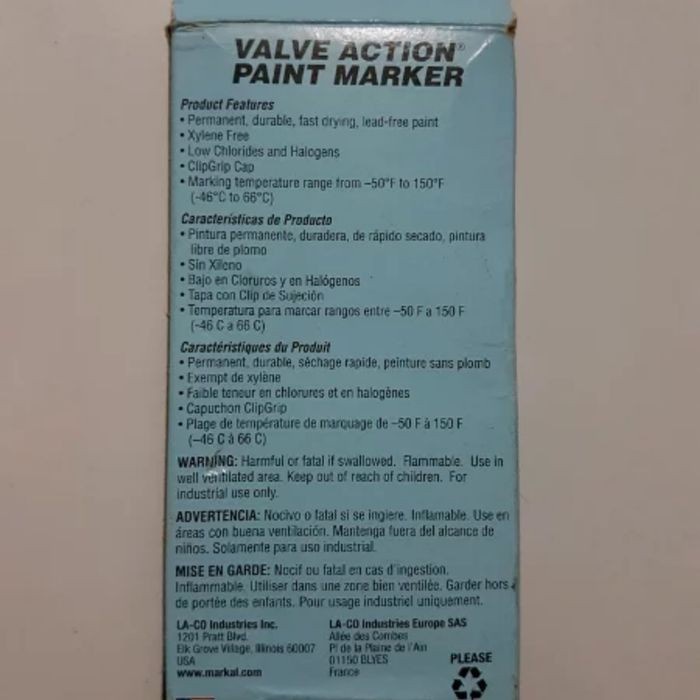 VALVE ACTION®
PAINT MARKER
Product Features
• Permanent, durable, fast drying, lead-free paint
• Xylene Free
• Low Chlorides and Halogens
• ClipGrip Cap
• Marking temperature range from –50°F to 150°F
(-46°C to 66°C)
Características de Producto
• Pintura permanente, duradera, de rápido secado, pintura
libre de plomo
• Sin Xileno
• Bajo en Cloruros y en Halógenos
• Tapa con Clip de Sujeción
• Temperatura para marcar rangos entre –50 F a 150 F
(-46 C a 66 C)
Caractéristiques du Produit
• Permanent, durable, séchage rapide, peinture sans plomb
• Exempt de xylène
• Faible teneur en chlorures et en halogènes
• Capuchon ClipGrip
• Plage de température de marquage de –50 F à 150 F
(–46 C à 66 C)
WARNING: Harmful or fatal if swallowed. Flammable. Use in
well ventilated area. Keep out of reach of children. For
industrial use only.
ADVERTENCIA: Nocivo o fatal si se ingiere. Inflamable. Use en
áreas con buena ventilación. Mantenga fuera del alcance de
niños. Solamente para uso industrial.
MISE EN GARDE: Nocif ou fatal en cas d'ingestion.
Inflammable. Utiliser dans une zone bien ventilée. Garder hors
de portée des enfants. Pour usage industriel uniquement.
LA-CO Industries Inc.
1201 Pratt Blvd.
Elk Grove Village, Illinois 60007
USA
www.markal.com
LA-CO Industries Europe SAS
Allée des Combes
PI de la Plaine de l'Ain
01150 BLYES
France
PLEASE